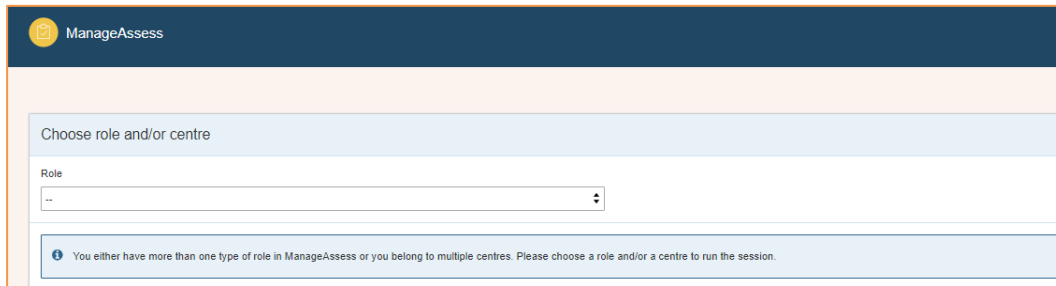 ManageAssess
Choose role and/or centre
Role
--
You either have more than one type of role in ManageAssess or you belong to multiple centres. Please choose a role and/or a centre to run the session.